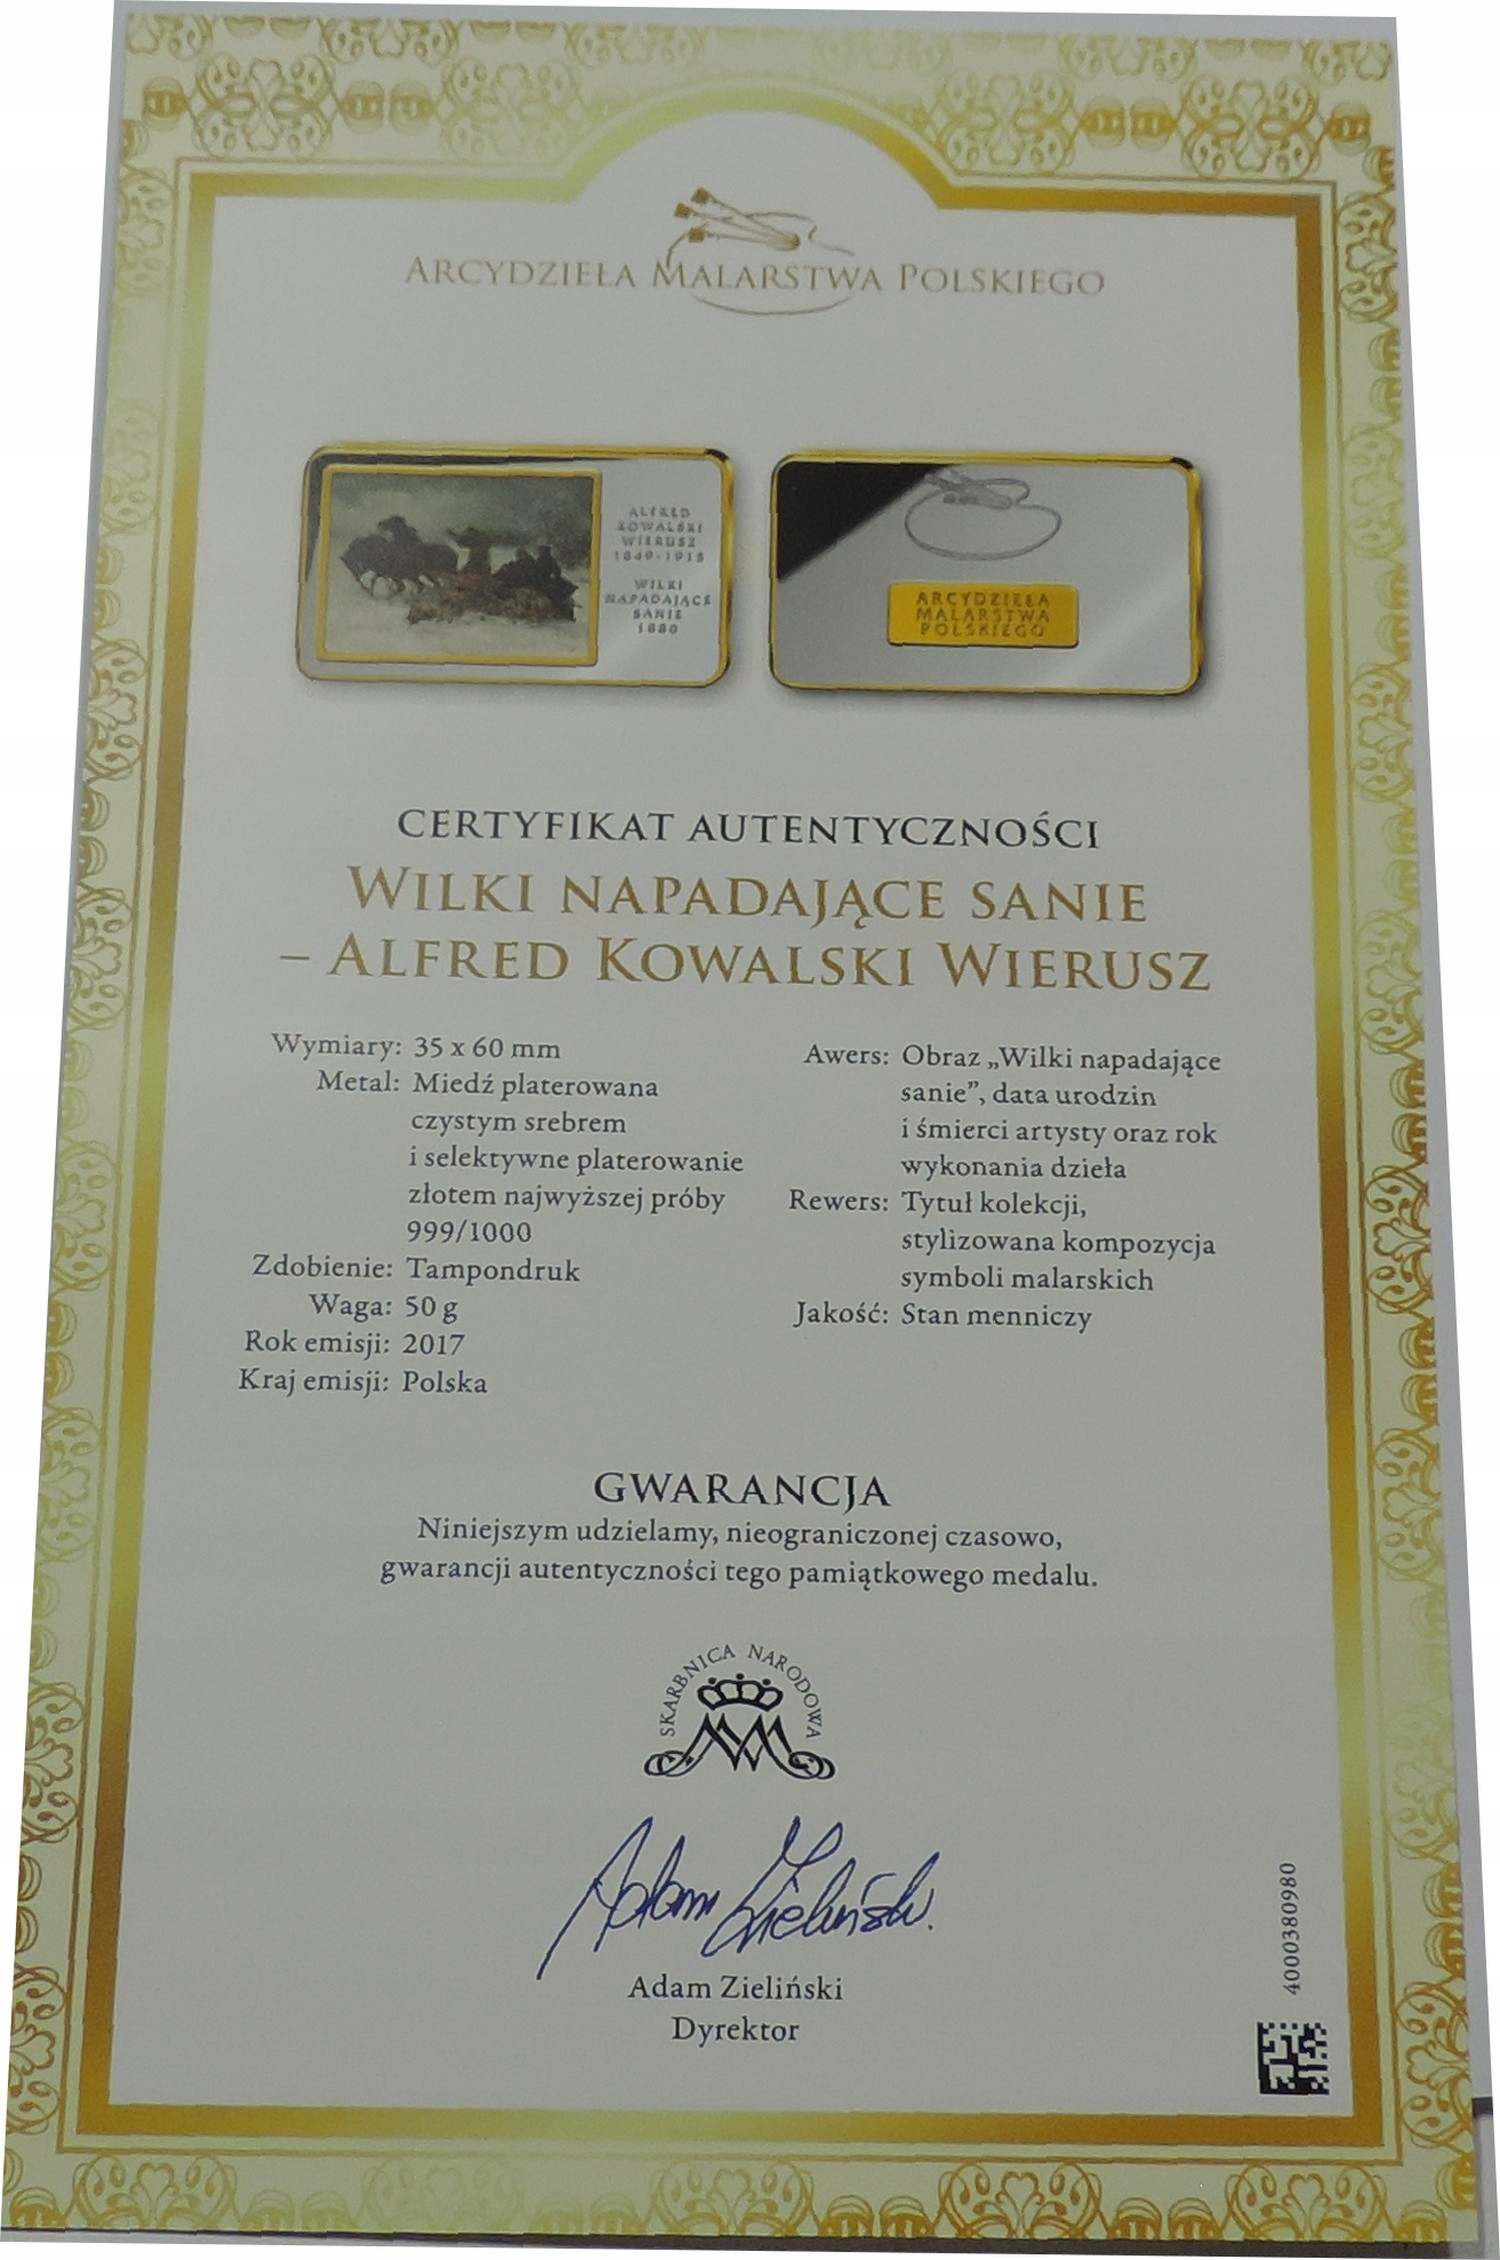 ARCYDZIEŁA MALARSTWA POLSKIEGO
ALFRED
KOWALSKI
WIERUSZ
1849-1915
WILKI
NAPADAJĄCE
SANIE
1880
ARCYDZIEŁA
MALARSTWA
POLSKIEGO
CERTYFIKAT AUTENTYCZNOŚCI
WILKI NAPADAJĄCE SANIE
– ALFRED KOWALSKI WIERUSZ
Wymiary: 35 x 60 mm
Metal: Miedź platerowana
czystym srebrem
i selektywne platerowanie
złotem najwyższej próby
999/1000
Zdobienie: Tampondruk
Waga: 50 g
Rok emisji: 2017
Kraj emisji: Polska
Awers: Obraz „Wilki napadające
sanie”, data urodzin
i śmierci artysty oraz rok
wykonania dzieła
Rewers: Tytuł kolekcji,
stylizowana kompozycja
symboli malarskich
Jakość: Stan menniczy
GWARANCJA
Niniejszym udzielamy, nieograniczonej czasowo,
gwarancji autentyczności tego pamiątkowego medalu.
SKARBNICA NARODOWA
Adam Zieliński
Adam Zieliński
Dyrektor
4000380980